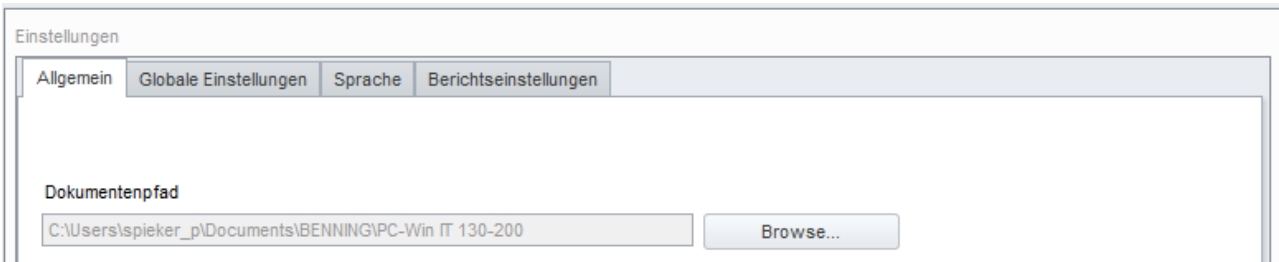 Einstellungen
Allgemein Globale Einstellungen Sprache Berichtseinstellungen
Dokumentenpfad
C:\Users\spieker_p\Documents\BENNING\PC-Win IT 130-200 Browse...